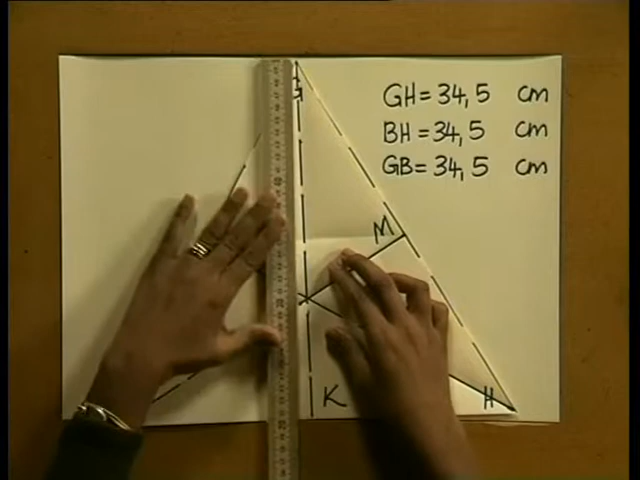 GH = 34,5 cm
BH = 34,5 cm
GB = 34,5 cm
G
M
K
H